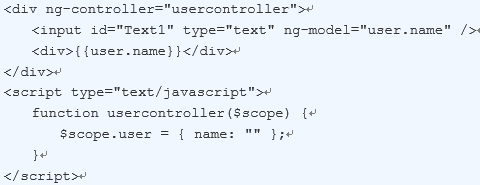 <div ng-controller="usercontroller">↵
<input id="Text1" type="text" ng-model="user.name" />↵
<div>{{user.name}}</div>↵
</div>↵
<script type="text/javascript">↵
function usercontroller($scope) {↵
$scope.user = { name: "" };↵
}↵
</script>↵